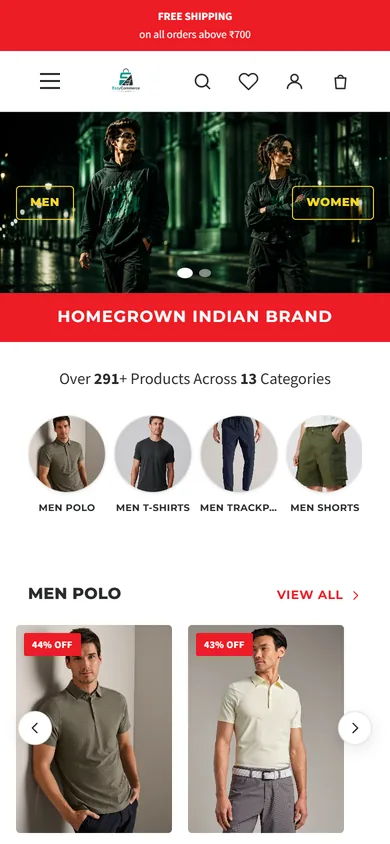 FREE SHIPPING
on all orders above ₹700
EasyCommerce
MEN
WOMEN
HOMEGROWN INDIAN BRAND
Over 291+ Products Across 13 Categories
MEN POLO
MEN T-SHIRTS
MEN TRACKP...
MEN SHORTS
MEN POLO
VIEW ALL
44% OFF
43% OFF